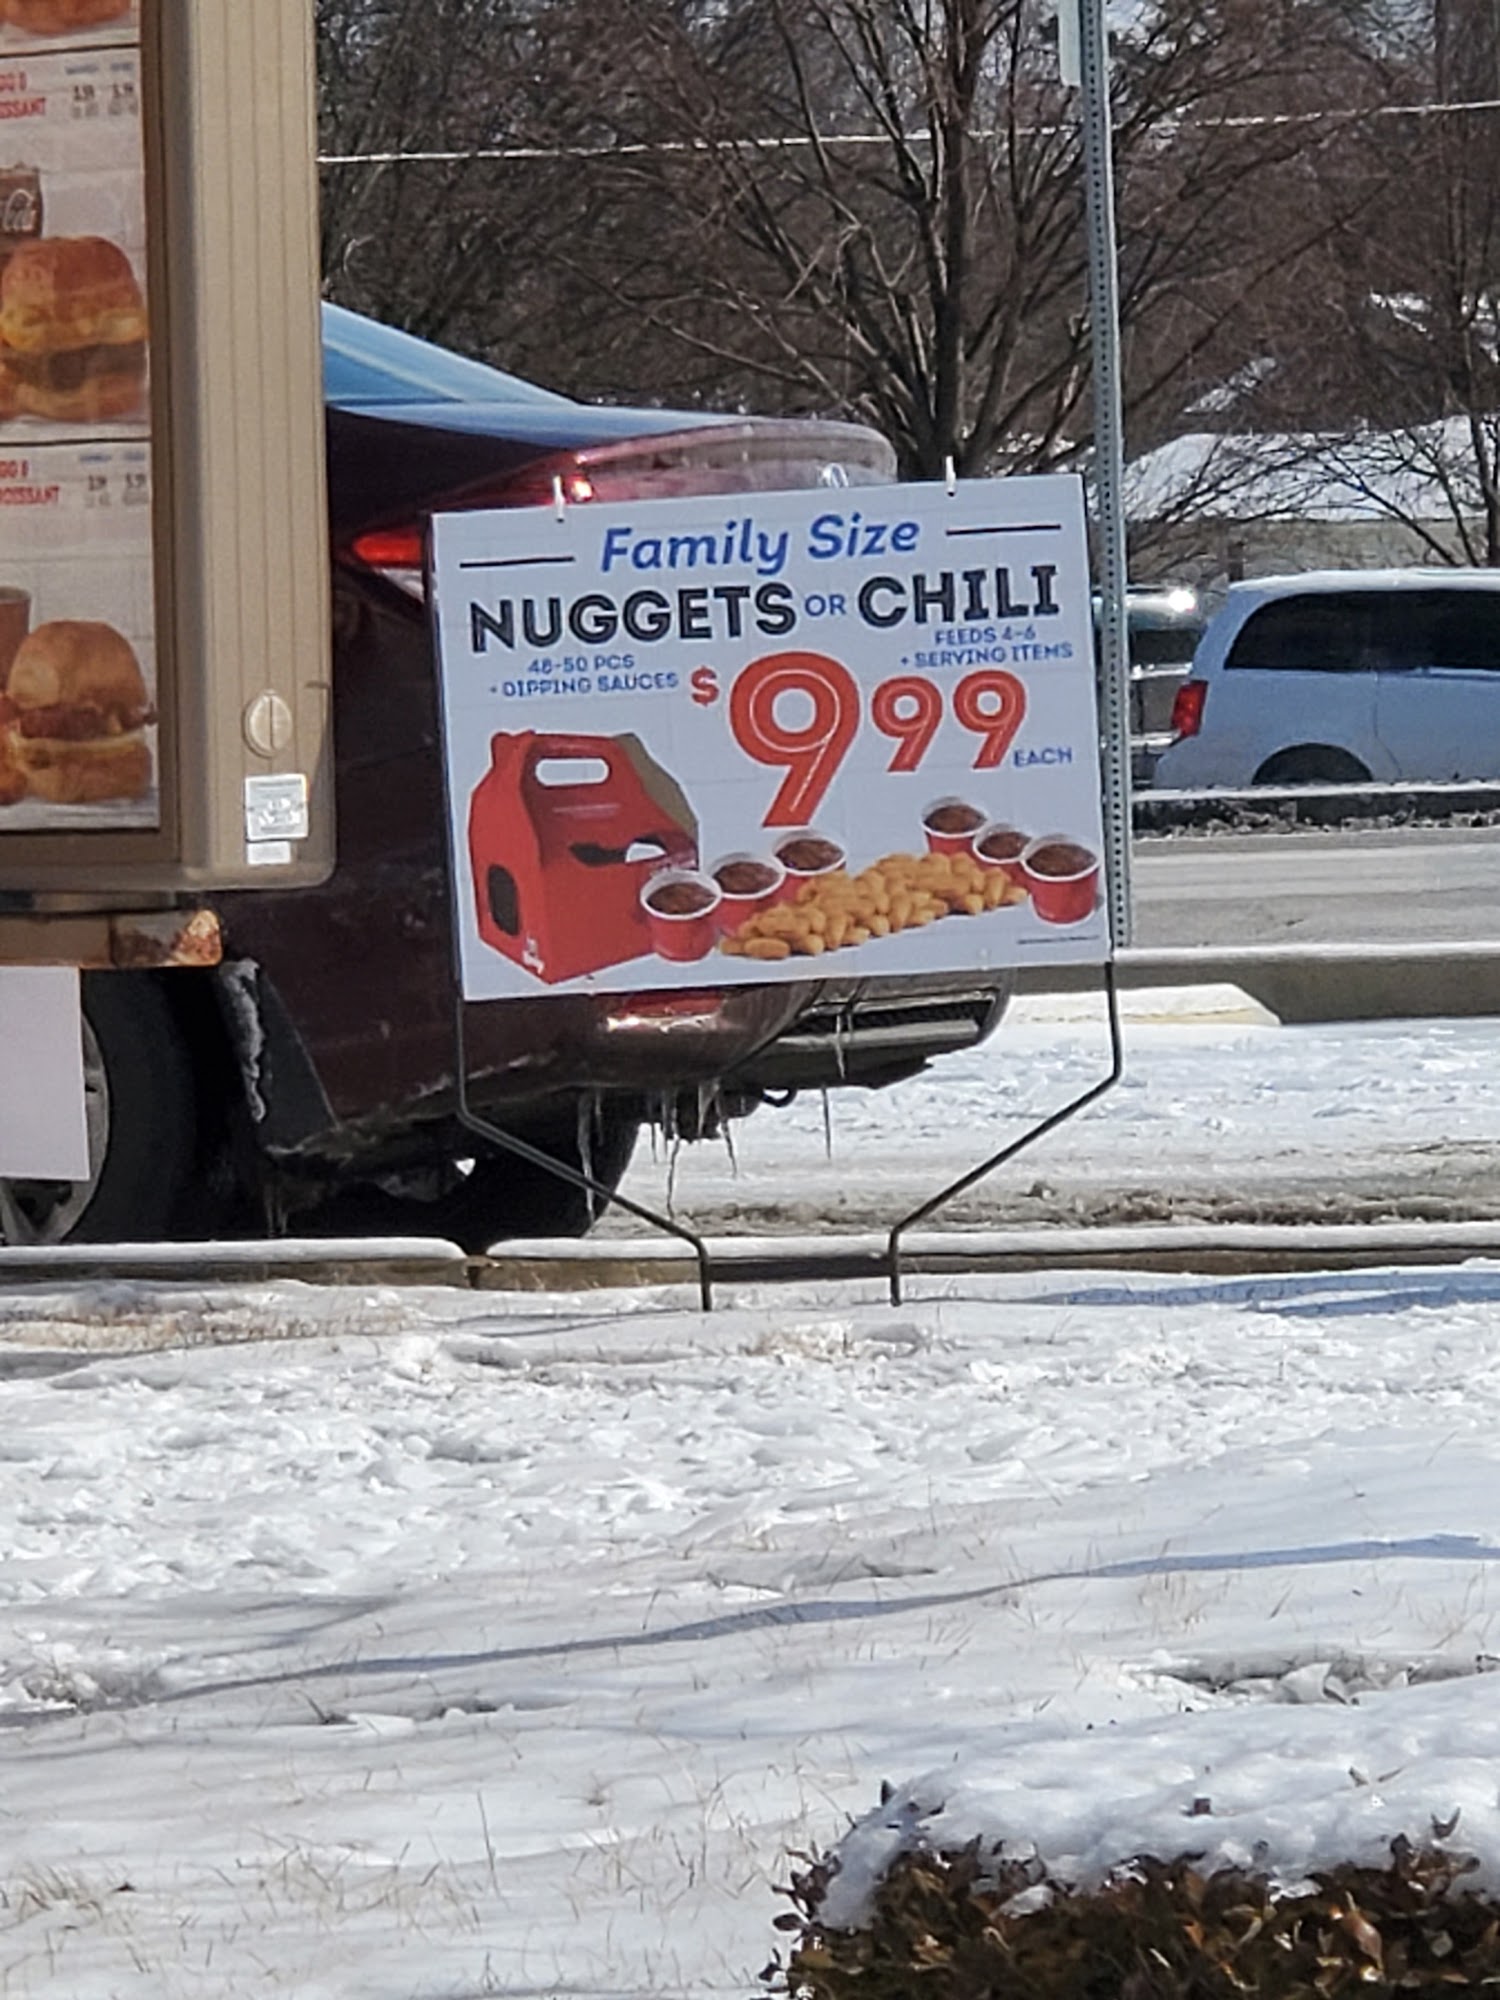 Family Size
NUGGETS OR CHILI
48-50 PCS
+ DIPPING SAUCES
FEEDS 4-6
+ SERVING ITEMS
$9.99
EACH